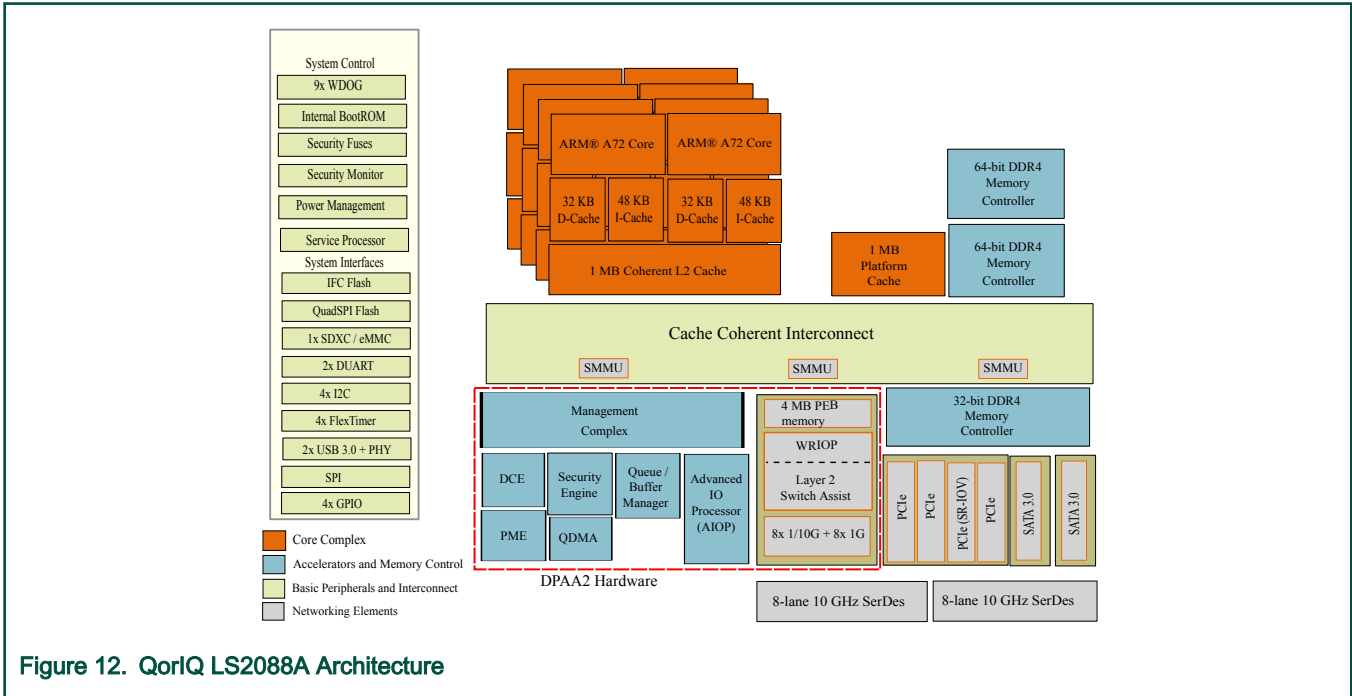 System Control
9x WDOG
Internal BootROM
Security Fuses
Security Monitor
Power Management
Service Processor
System Interfaces
IFC Flash
QuadSPI Flash
1x SDXC / eMMC
2x DUART
4x I2C
4x FlexTimer
2x USB 3.0 + PHY
SPI
4x GPIO
Core Complex
Accelerators and Memory Control
Basic Peripherals and Interconnect
Networking Elements
ARM® A72 Core
ARM® A72 Core
32 KB
D-Cache
48 KB
I-Cache
32 KB
D-Cache
48 KB
I-Cache
1 MB Coherent L2 Cache
64-bit DDR4
Memory
Controller
1 MB
Platform
Cache
64-bit DDR4
Memory
Controller
Cache Coherent Interconnect
SMMU
SMMU
SMMU
Management
Complex
DCE
Security
Engine
Queue /
Buffer
Manager
Advanced
IO
Processor
(AIOP)
PME
QDMA
DPAA2 Hardware
4 MB PEB
memory
WRIOP
Layer 2
Switch Assist
8x 1/10G + 8x 1G
32-bit DDR4
Memory
Controller
PCIe
PCIe
PCIe (SR-IOV)
PCIe
SATA 3.0
SATA 3.0
8-lane 10 GHz SerDes
8-lane 10 GHz SerDes
Figure 12. QorIQ LS2088A Architecture